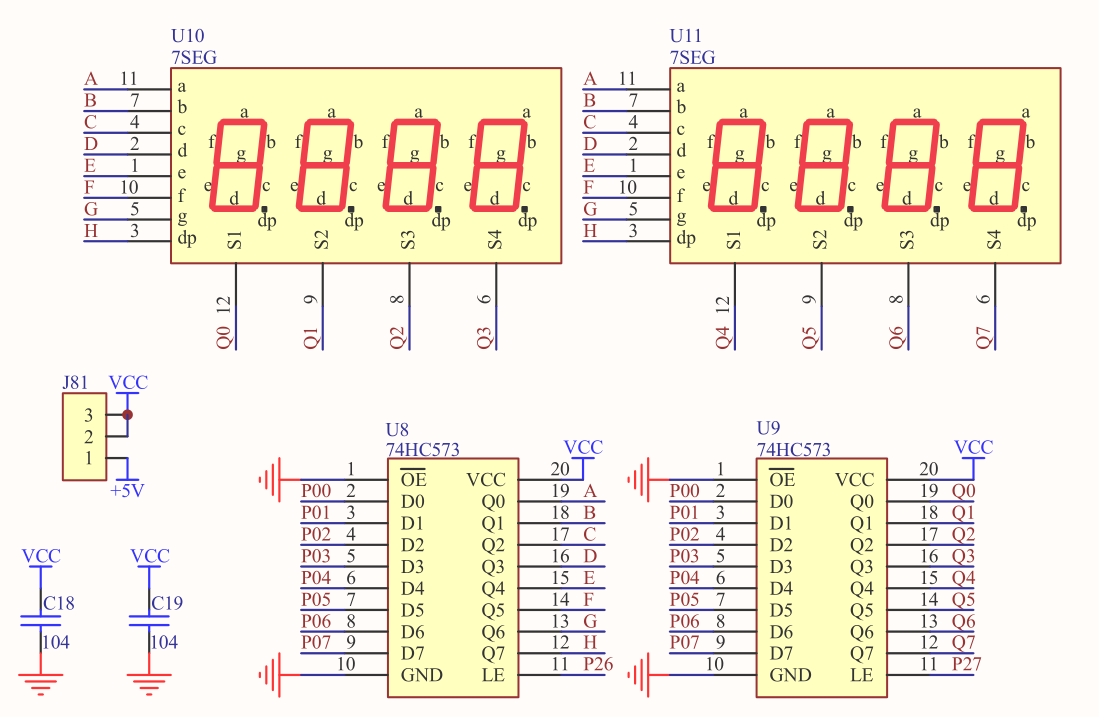 U10
7SEG
A 11 a
B 7 b
C 4 c
D 2 d
E 1 e
F 10 f
G 5 g
H 3 dp
a a
f b f b f b f b
g g g g
e c e c e c e c
d d d d
dp dp dp dp
S1 S2 S3 S4
12 9 8 6
Q0 Q1 Q2 Q3
U11
7SEG
A 11 a
B 7 b
C 4 c
D 2 d
E 1 e
F 10 f
G 5 g
H 3 dp
a a
f b f b f b f b
g g g g
e c e c e c e c
d d d d
dp dp dp dp
S1 S2 S3 S4
12 9 8 6
Q4 Q5 Q6 Q7
J81 VCC
3
2
1
+5V
VCC
C18
104
VCC
C19
104
U8
74HC573
VCC
1 OE VCC 20
P00 2 D0 Q0 19 A
P01 3 D1 Q1 18 B
P02 4 D2 Q2 17 C
P03 5 D3 Q3 16 D
P04 6 D4 Q4 15 E
P05 7 D5 Q5 14 F
P06 8 D6 Q6 13 G
P07 9 D7 Q7 12 H
10 GND LE 11 P26
U9
74HC573
VCC
1 OE VCC 20
P00 2 D0 Q0 19 Q0
P01 3 D1 Q1 18 Q1
P02 4 D2 Q2 17 Q2
P03 5 D3 Q3 16 Q3
P04 6 D4 Q4 15 Q4
P05 7 D5 Q5 14 Q5
P06 8 D6 Q6 13 Q6
P07 9 D7 Q7 12 Q7
10 GND LE 11 P27